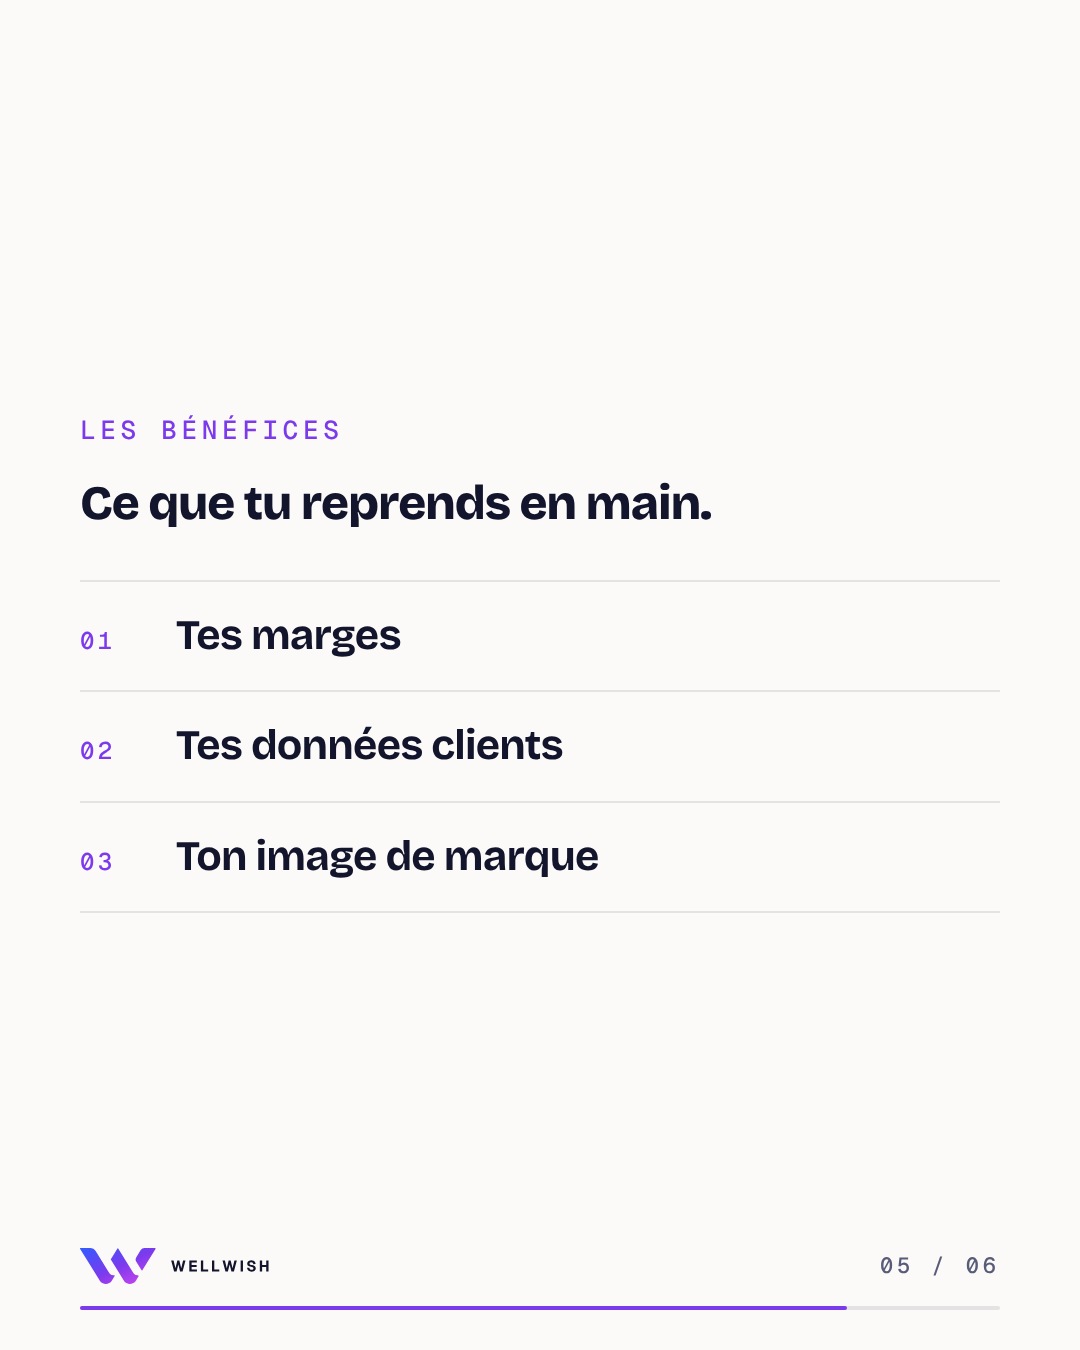 LES BÉNÉFICES
Ce que tu reprends en main.
01 Tes marges
02 Tes données clients
03 Ton image de marque
WELLWISH
05 / 06